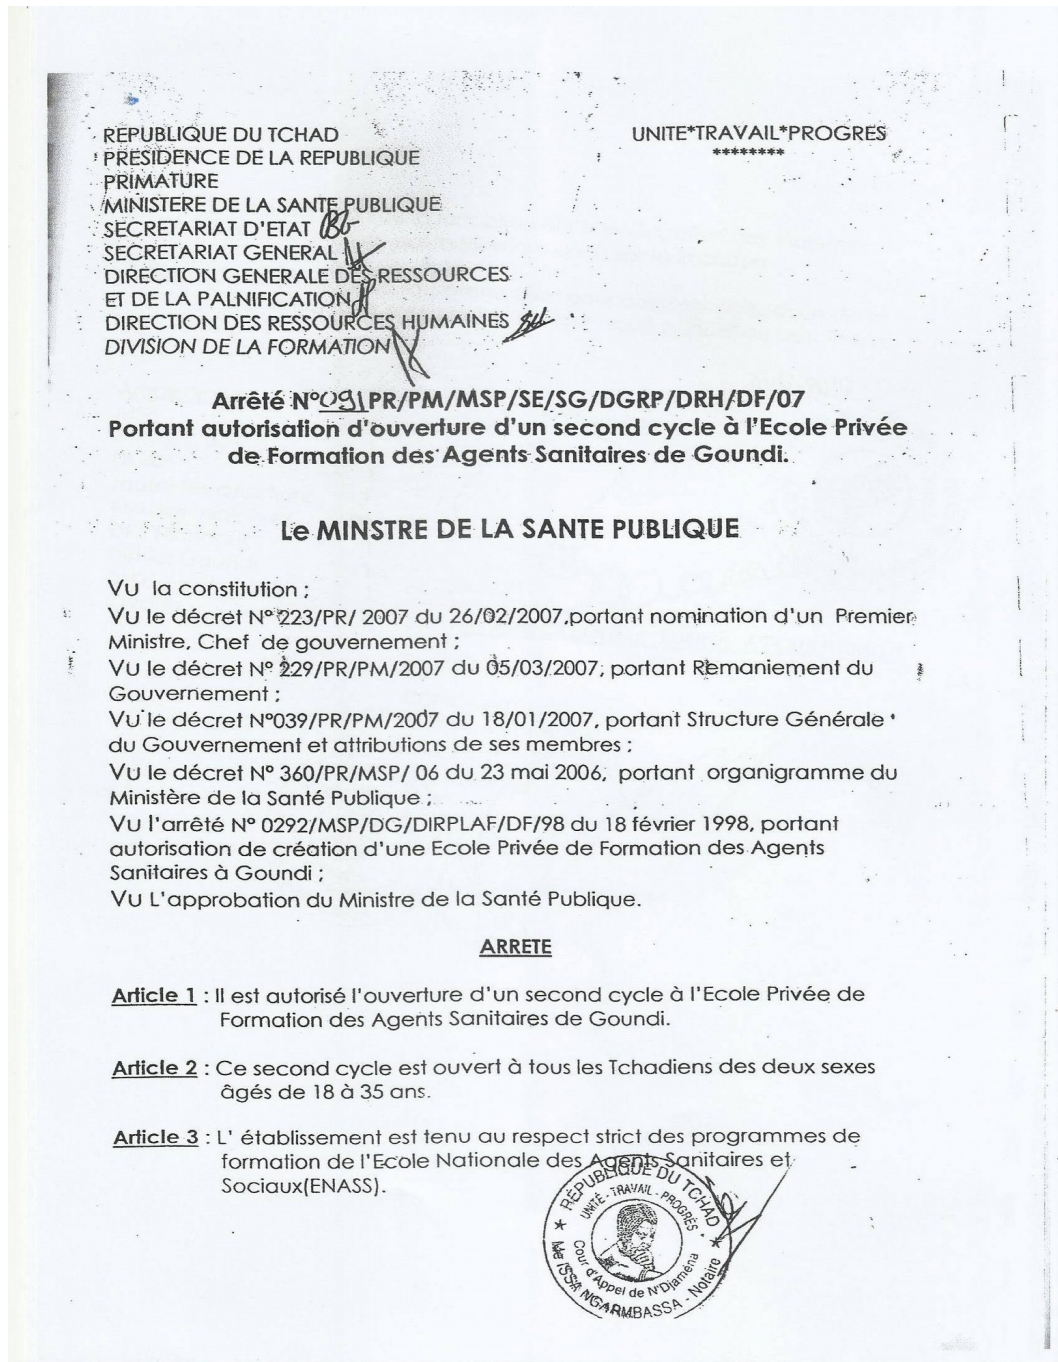 REPUBLIQUE DU TCHAD
UNITE*TRAVAIL*PROGRES
********
PRESIDENCE DE LA REPUBLIQUE
PRIMATURE
MINISTERE DE LA SANTE PUBLIQUE
SECRETARIAT D'ETAT
SECRETARIAT GENERAL
DIRECTION GENERALE DES RESSOURCES
ET DE LA PALNIFICATION
DIRECTION DES RESSOURCES HUMAINES
DIVISION DE LA FORMATION
Arrêté N°091PR/PM/MSP/SE/SG/DGRP/DRH/DF/07
Portant autorisation d'ouverture d'un second cycle à l'Ecole Privée
de Formation des Agents Sanitaires de Goundi.
Le MINSTRE DE LA SANTE PUBLIQUE
Vu la constitution ;
Vu le décret N° 223/PR/ 2007 du 26/02/2007,portant nomination d'un Premier
Ministre, Chef de gouvernement ;
Vu le décret N° 229/PR/PM/2007 du 05/03/2007, portant Remaniement du
Gouvernement ;
Vu le décret N°039/PR/PM/2007 du 18/01/2007, portant Structure Générale
du Gouvernement et attributions de ses membres ;
Vu le décret N° 360/PR/MSP/ 06 du 23 mai 2006, portant organigramme du
Ministère de la Santé Publique ;
Vu l'arrêté N° 0292/MSP/DG/DIRPLAF/DF/98 du 18 février 1998, portant
autorisation de création d'une Ecole Privée de Formation des Agents
Sanitaires à Goundi ;
Vu L'approbation du Ministre de la Santé Publique.
ARRETE
Article 1 : Il est autorisé l'ouverture d'un second cycle à l'Ecole Privée de
Formation des Agents Sanitaires de Goundi.
Article 2 : Ce second cycle est ouvert à tous les Tchadiens des deux sexes
âgés de 18 à 35 ans.
Article 3 : L' établissement est tenu au respect strict des programmes de
formation de l'Ecole Nationale des Agents Sanitaires et
Sociaux(ENASS).
RÉPUBLIQUE DU TCHAD
UNITÉ - TRAVAIL - PROGRÈS
Cour d'Appel de N'Djaména
Me ISSA NGARMBASSA - Notaire